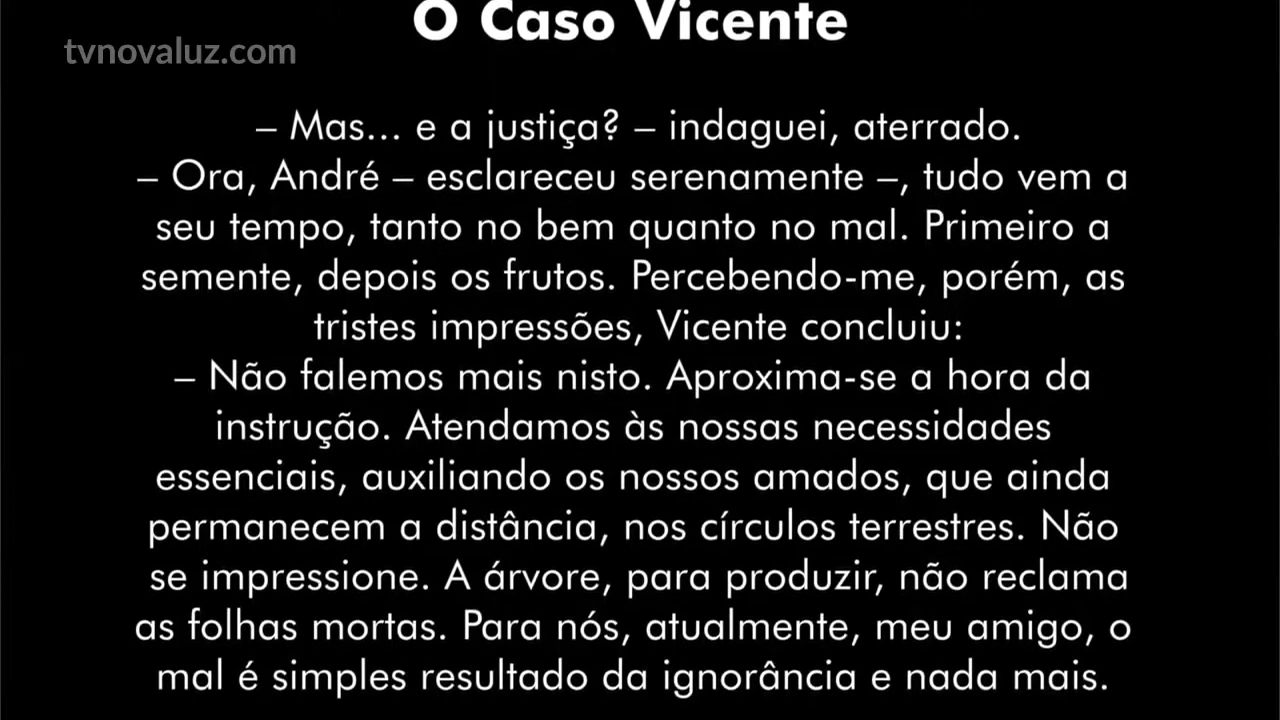 O Caso Vicente
tvnovaluz.com
– Mas... e a justiça? – indaguei, aterrado.
– Ora, André – esclareceu serenamente –, tudo vem a
seu tempo, tanto no bem quanto no mal. Primeiro a
semente, depois os frutos. Percebendo-me, porém, as
tristes impressões, Vicente concluiu:
– Não falemos mais nisto. Aproxima-se a hora da
instrução. Atendamos às nossas necessidades
essenciais, auxiliando os nossos amados, que ainda
permanecem a distância, nos círculos terrestres. Não
se impressione. A árvore, para produzir, não reclama
as folhas mortas. Para nós, atualmente, meu amigo, o
mal é simples resultado da ignorância e nada mais.